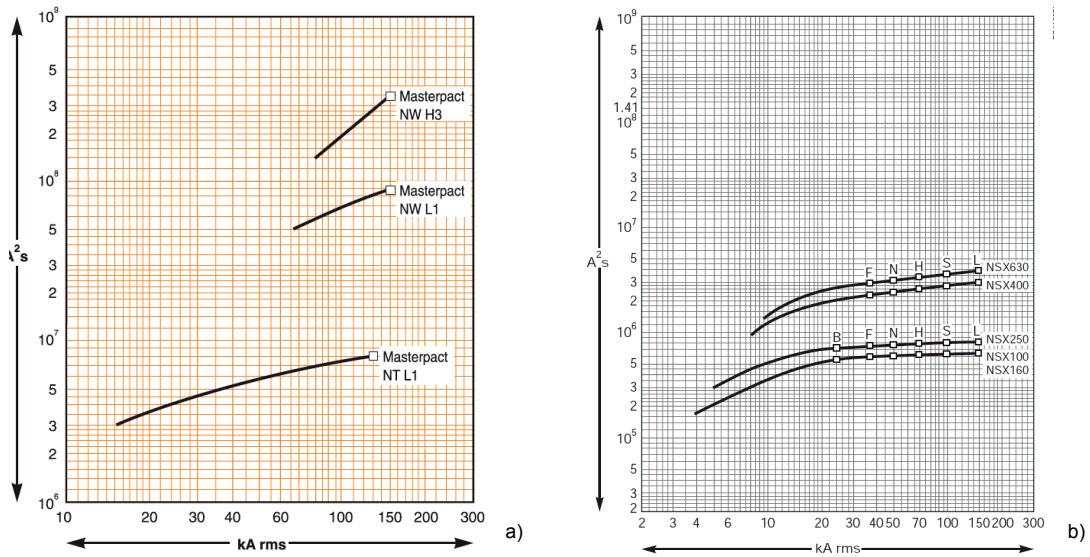 10⁹
5
3
2
10⁸
5
3
2
10⁷
5
3
2
10⁶
A²s
Masterpact
NW H3
Masterpact
NW L1
Masterpact
NT L1
10 20 30 40 60 100 150 200 300
kA rms
a)
10⁹
5
3
2
1.41
10⁸
5
3
2
10⁷
5
3
2
10⁶
5
3
2
10⁵
5
3
2
A²s
F N H S L
NSX630
NSX400
B F N H S L
NSX250
NSX100
NSX160
2 3 4 6 10 20 30 40 50 70 100 150 200 300
kA rms
b)